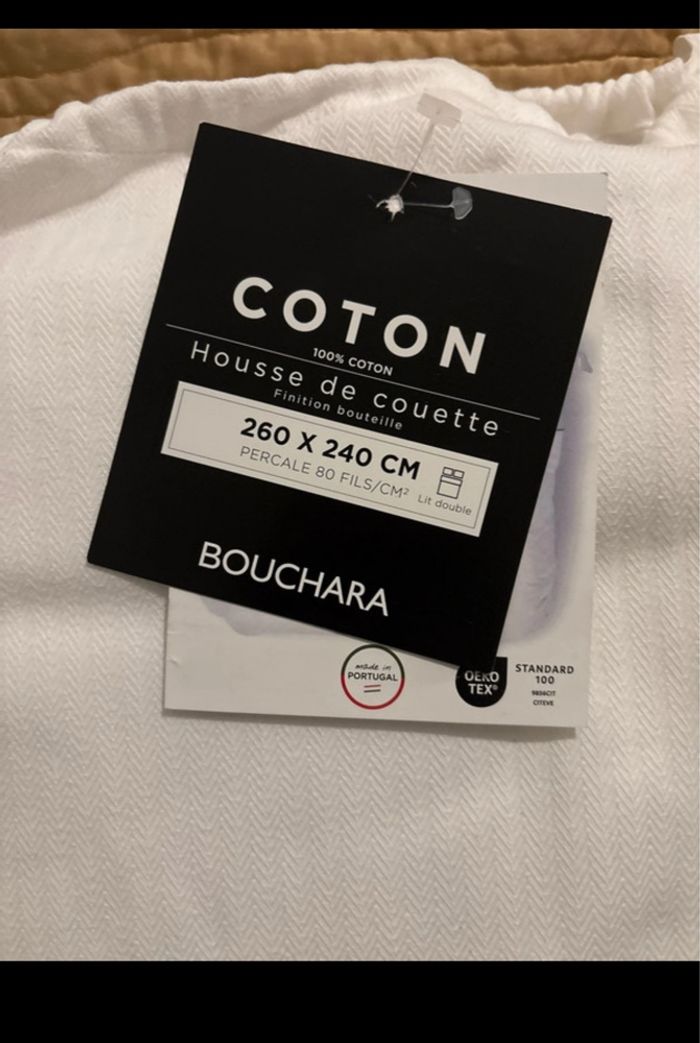 COTON
100% COTON
Housse de couette
Finition bouteille
260 X 240 CM
PERCALE 80 FILS/CM²
Lit double
BOUCHARA
made in
PORTUGAL
OEKO
TEX®
STANDARD
100
9856CIT
CITEVE